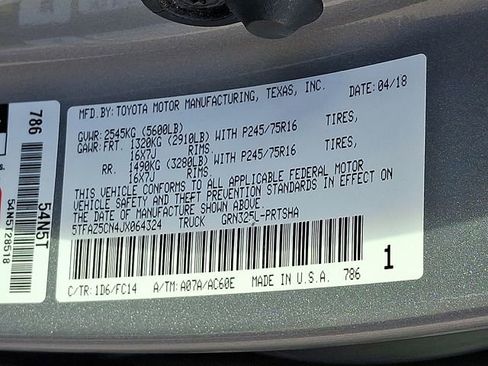 MFD.BY: TOYOTA MOTOR MANUFACTURING, TEXAS, INC. DATE: 04/18
GVWR: 2545KG (5600LB)
GAWR: FRT. 1320KG (2910LB) WITH P245/75R16 TIRES,
16X7J RIMS.
RR. 1490KG (3280LB) WITH P245/75R16 TIRES,
16X7J RIMS.
THIS VEHICLE CONFORMS TO ALL APPLICABLE FEDERAL MOTOR
VEHICLE SAFETY AND THEFT PREVENTION STANDARDS IN EFFECT ON
THE DATE OF MANUFACTURE SHOWN ABOVE.
5TFAZ5CN4JX064324 TRUCK GRN325L-PRTSHA
C/TR: 1D6/FC14 A/TM: A07A/AC60E MADE IN U.S.A. 786
1
786
54N5T
54N5T28518